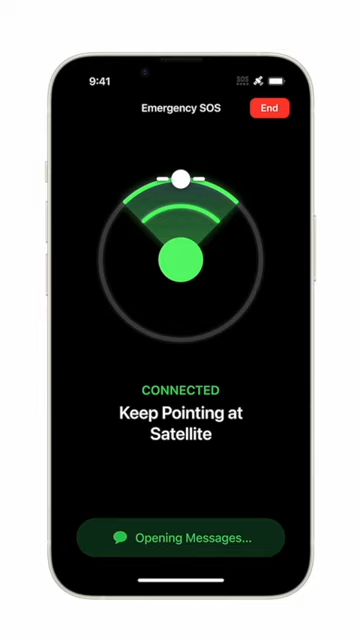 9:41
SOS
Emergency SOS
End
CONNECTED
Keep Pointing at
Satellite
Opening Messages...